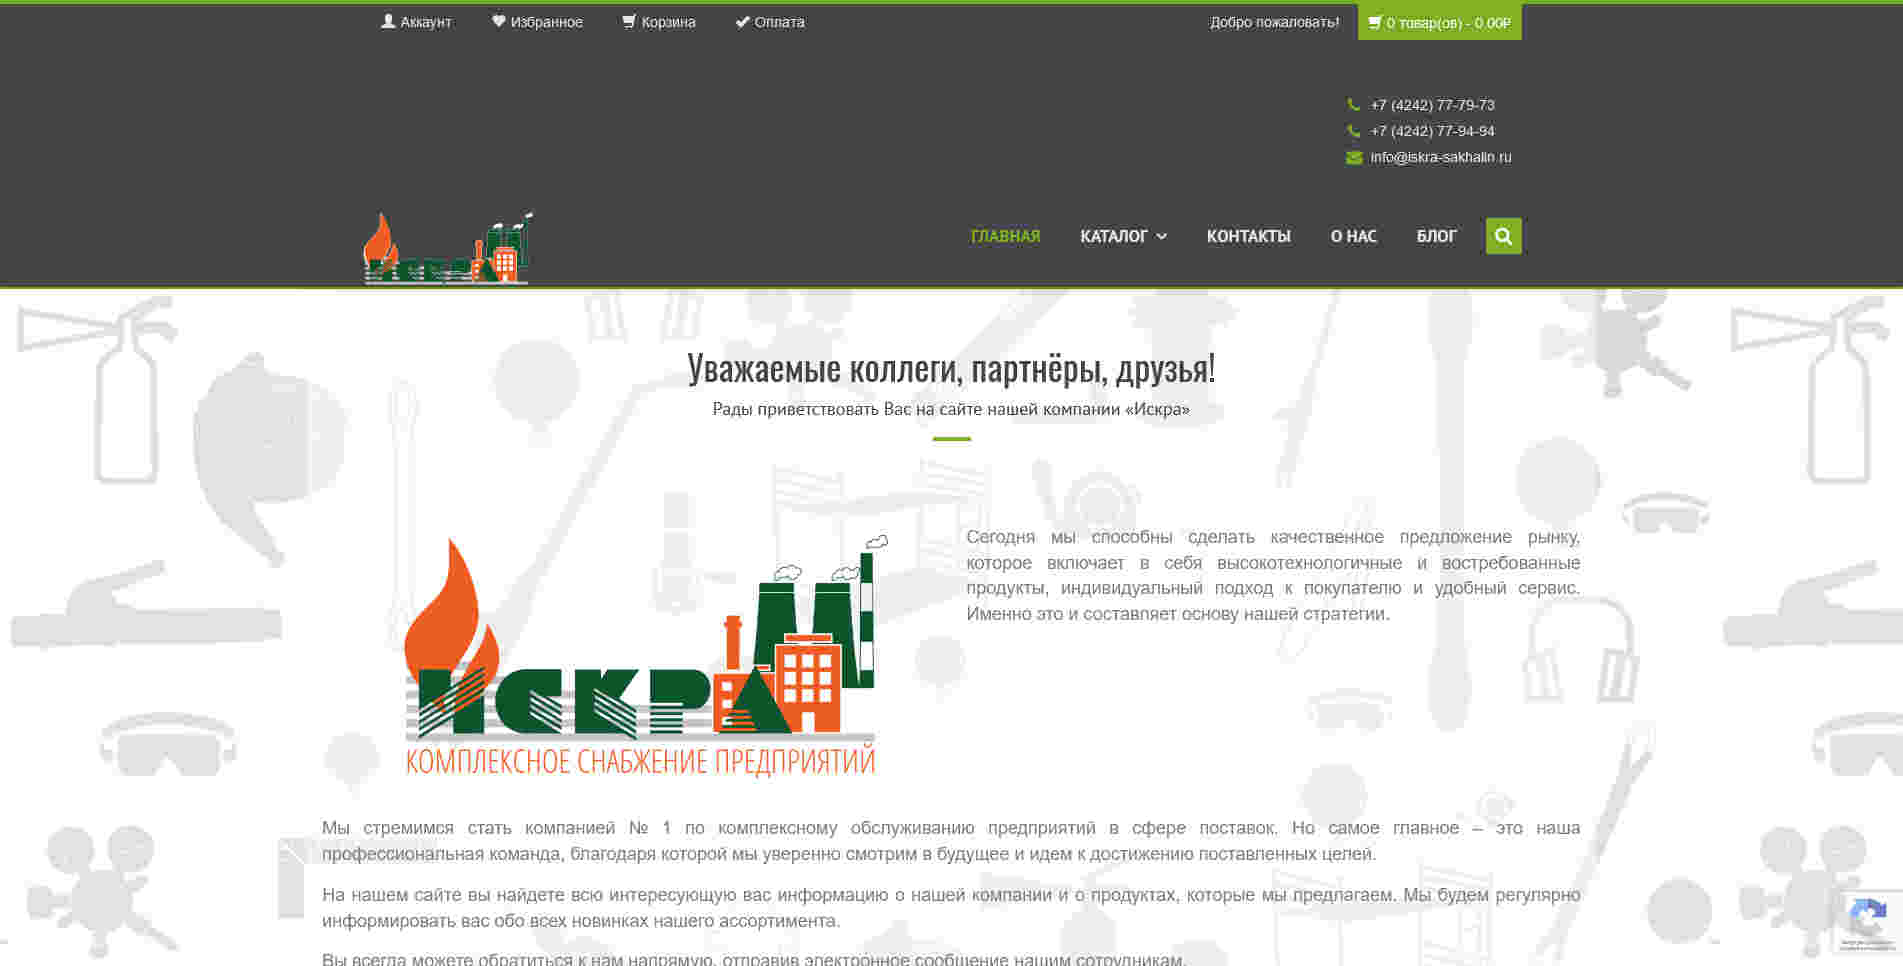 Аккаунт Избранное Корзина Оплата Добро пожаловать! 0 товар(ов) - 0.00Р
+7 (4242) 77-79-73
+7 (4242) 77-94-94
info@iskra-sakhalin.ru
ИСКРА ГЛАВНАЯ КАТАЛОГ КОНТАКТЫ О НАС БЛОГ
Уважаемые коллеги, партнёры, друзья!
Рады приветствовать Вас на сайте нашей компании «Искра»
ИСКРА
КОМПЛЕКСНОЕ СНАБЖЕНИЕ ПРЕДПРИЯТИЙ
Сегодня мы способны сделать качественное предложение рынку,
которое включает в себя высокотехнологичные и востребованные
продукты, индивидуальный подход к покупателю и удобный сервис.
Именно это и составляет основу нашей стратегии.
Мы стремимся стать компанией № 1 по комплексному обслуживанию предприятий в сфере поставок. Но самое главное – это наша
профессиональная команда, благодаря которой мы уверенно смотрим в будущее и идем к достижению поставленных целей.
На нашем сайте вы найдете всю интересующую вас информацию о нашей компании и о продуктах, которые мы предлагаем. Мы будем регулярно
информировать вас обо всех новинках нашего ассортимента.
Вы всегда можете обратиться к нам напрямую, отправив электронное сообщение нашим сотрудникам.